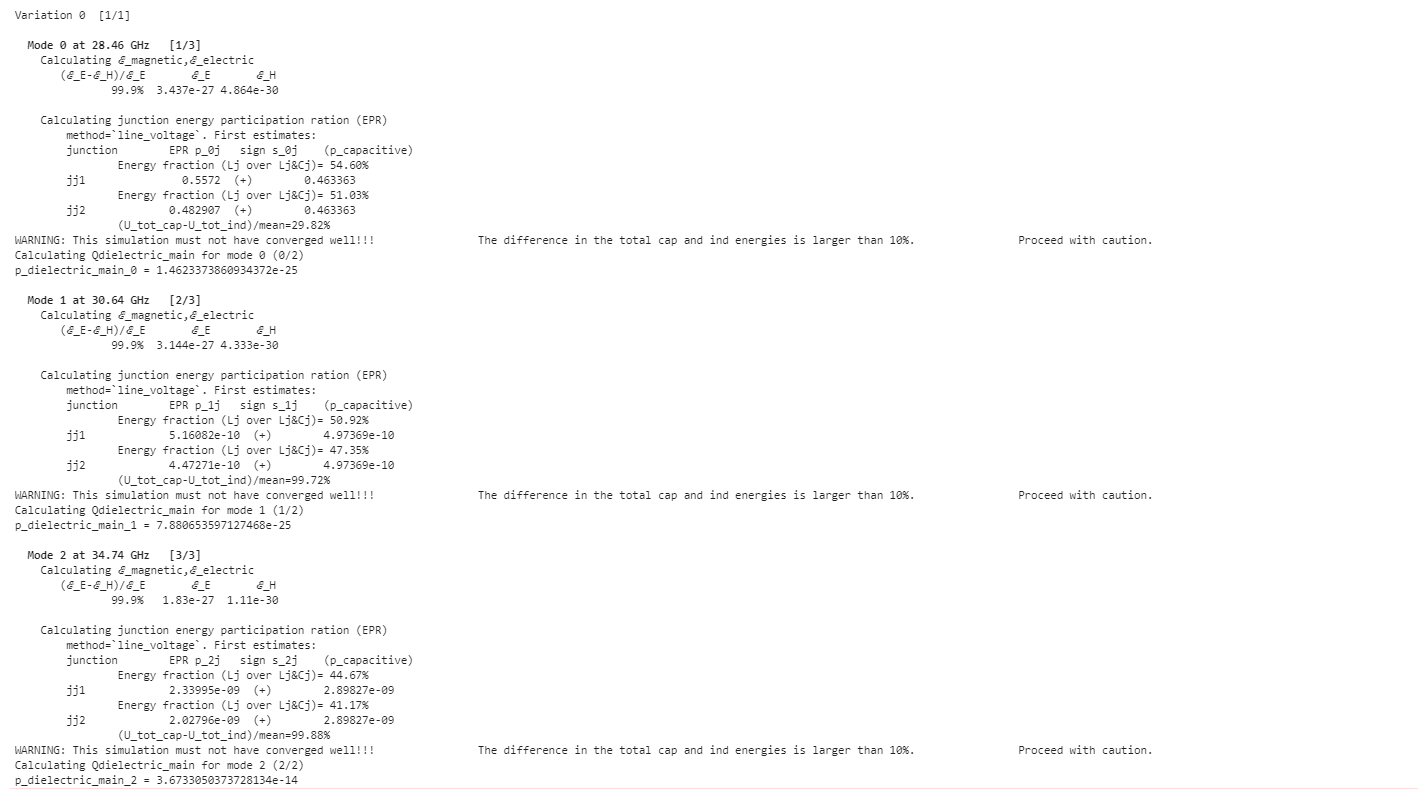 Variation 0  [1/1]
Mode 0 at 28.46 GHz   [1/3]
Calculating ℰ_magnetic,ℰ_electric
(ℰ_E-ℰ_H)/ℰ_E       ℰ_E       ℰ_H
99.9%  3.437e-27 4.864e-30
Calculating junction energy participation ration (EPR)
method=`line_voltage`. First estimates:
junction        EPR p_0j   sign s_0j    (p_capacitive)
Energy fraction (Lj over Lj&Cj)= 54.60%
jj1               0.5572  (+)        0.463363
Energy fraction (Lj over Lj&Cj)= 51.03%
jj2             0.482907  (+)        0.463363
(U_tot_cap-U_tot_ind)/mean=29.82%
WARNING: This simulation must not have converged well!!!                The difference in the total cap and ind energies is larger than 10%.                Proceed with caution.
Calculating Qdielectric_main for mode 0 (0/2)
p_dielectric_main_0 = 1.4623373860934372e-25
Mode 1 at 30.64 GHz   [2/3]
Calculating ℰ_magnetic,ℰ_electric
(ℰ_E-ℰ_H)/ℰ_E       ℰ_E       ℰ_H
99.9%  3.144e-27 4.333e-30
Calculating junction energy participation ration (EPR)
method=`line_voltage`. First estimates:
junction        EPR p_1j   sign s_1j    (p_capacitive)
Energy fraction (Lj over Lj&Cj)= 50.92%
jj1             5.16082e-10  (+)        4.97369e-10
Energy fraction (Lj over Lj&Cj)= 47.35%
jj2             4.47271e-10  (+)        4.97369e-10
(U_tot_cap-U_tot_ind)/mean=99.72%
WARNING: This simulation must not have converged well!!!                The difference in the total cap and ind energies is larger than 10%.                Proceed with caution.
Calculating Qdielectric_main for mode 1 (1/2)
p_dielectric_main_1 = 7.880653597127468e-25
Mode 2 at 34.74 GHz   [3/3]
Calculating ℰ_magnetic,ℰ_electric
(ℰ_E-ℰ_H)/ℰ_E       ℰ_E       ℰ_H
99.9%   1.83e-27  1.11e-30
Calculating junction energy participation ration (EPR)
method=`line_voltage`. First estimates:
junction        EPR p_2j   sign s_2j    (p_capacitive)
Energy fraction (Lj over Lj&Cj)= 44.67%
jj1             2.33995e-09  (+)        2.89827e-09
Energy fraction (Lj over Lj&Cj)= 41.17%
jj2             2.02796e-09  (+)        2.89827e-09
(U_tot_cap-U_tot_ind)/mean=99.88%
WARNING: This simulation must not have converged well!!!                The difference in the total cap and ind energies is larger than 10%.                Proceed with caution.
Calculating Qdielectric_main for mode 2 (2/2)
p_dielectric_main_2 = 3.6733050373728134e-14